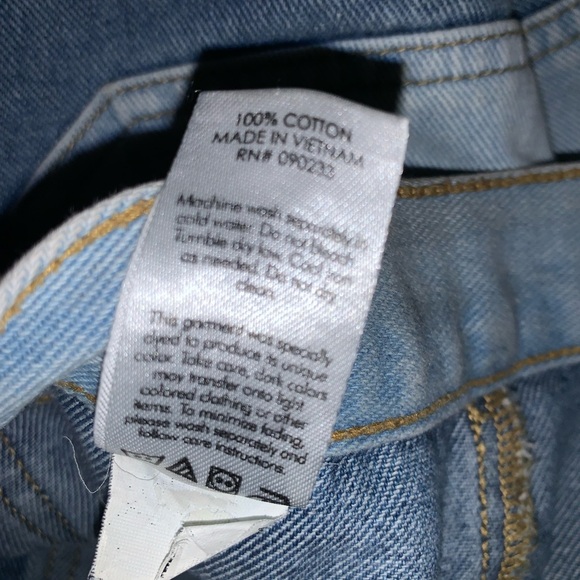 100% COTTON
MADE IN VIETNAM
RN# 090233
Machine wash separately in
cold water. Do not bleach.
Tumble dry low. Cool iron
as needed. Do not dry
clean.
This garment was specially
dyed to produce its unique
color. Take care, dark colors
may transfer onto light
colored clothing or other
items. To minimize fading,
please wash separately and
follow care instructions.